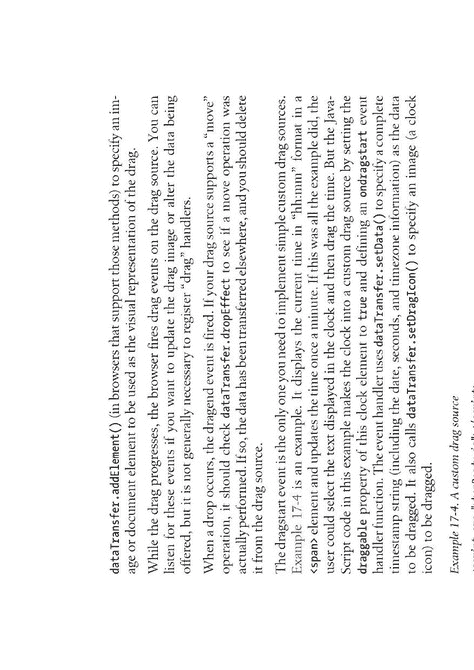 dataTransfer.addElement() (in browsers that support those methods) to specify an im-
age or document element to be used as the visual representation of the drag.
While the drag progresses, the browser fires drag events on the drag source. You can
listen for these events if you want to update the drag image or alter the data being
offered, but it is not generally necessary to register “drag” handlers.
When a drop occurs, the dragend event is fired. If your drag source supports a “move”
operation, it should check dataTransfer.dropEffect to see if a move operation was
actually performed. If so, the data has been transferred elsewhere, and you should delete
it from the drag source.
The dragstart event is the only one you need to implement simple custom drag sources.
Example 17-4 is an example. It displays the current time in “hh:mm” format in a
<span> element and updates the time once a minute. If this was all the example did, the
user could select the text displayed in the clock and then drag the time. But the Java-
Script code in this example makes the clock into a custom drag source by setting the
draggable property of this clock element to true and defining an ondragstart event
handler function. The event handler uses dataTransfer.setData() to specify a complete
timestamp string (including the date, seconds, and timezone information) as the data
to be dragged. It also calls dataTransfer.setDragIcon() to specify an image (a clock
icon) to be dragged.
Example 17-4. A custom drag source